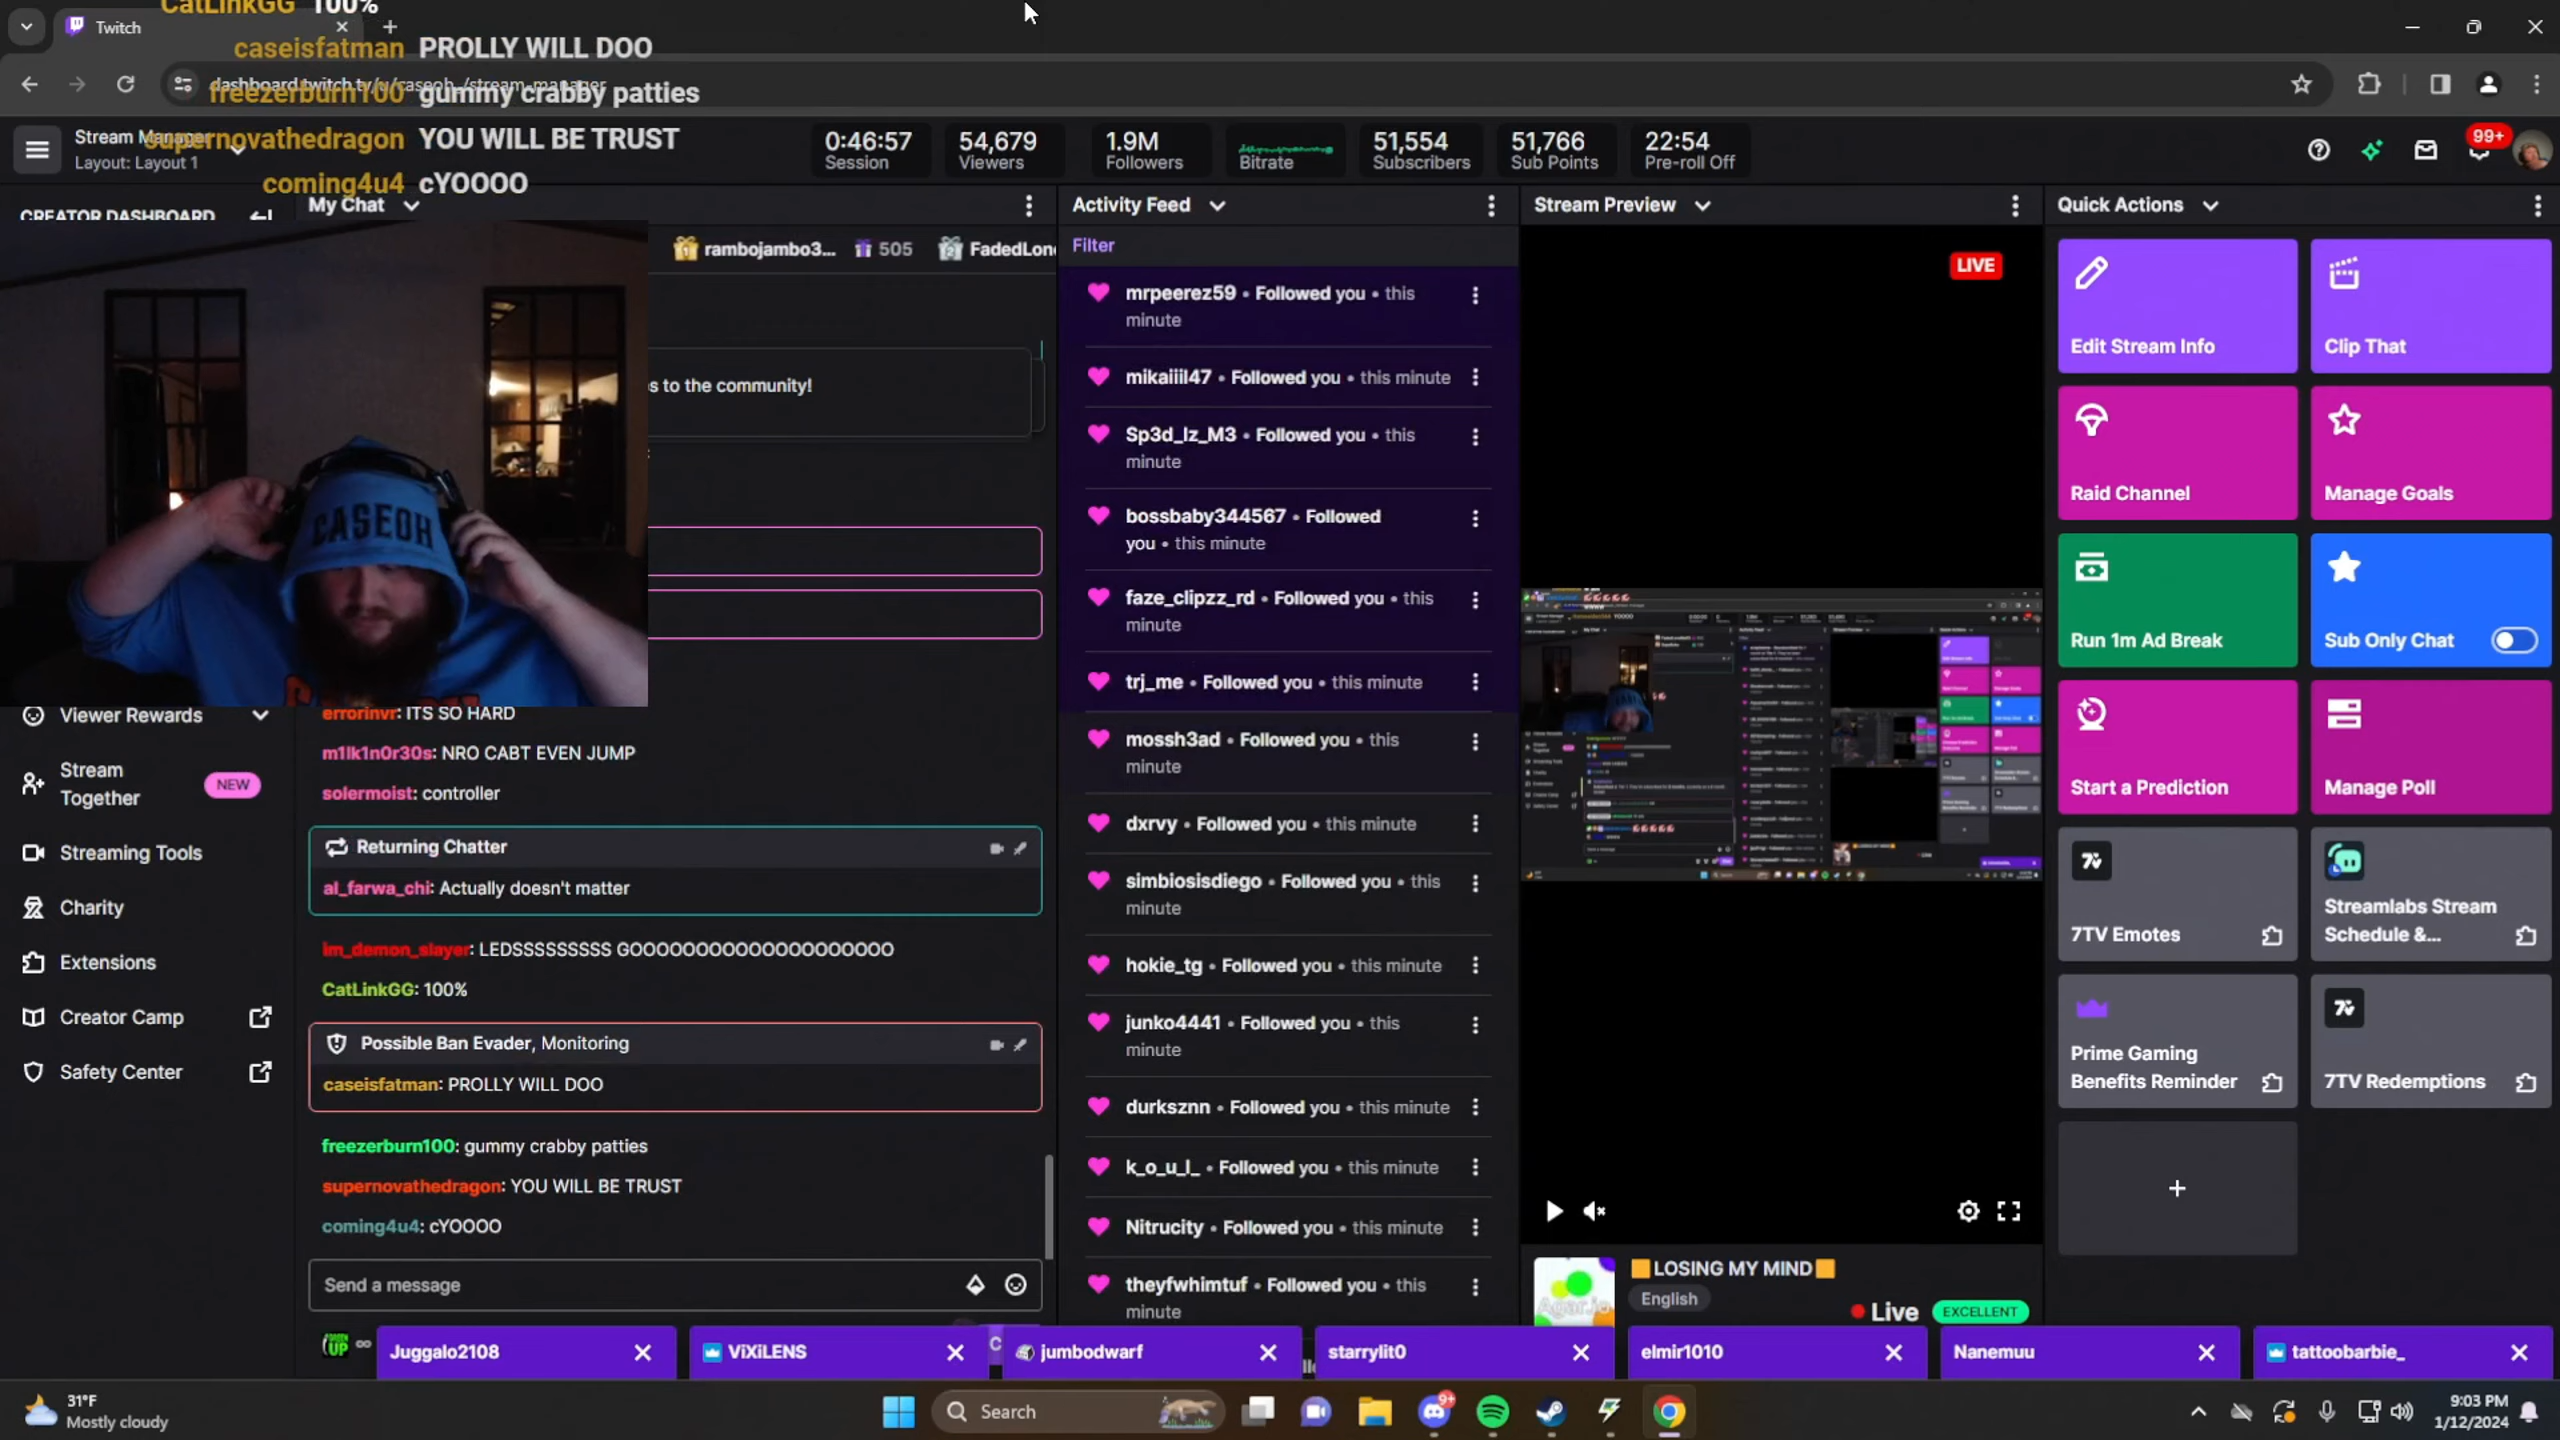 CatLinkGG 100%
Twitch
caseisfatman PROLLY WILL DOO
dashboard.twitch.tv/u/caseoh_/stream-manager
freezerburn100 gummy crabby patties
supernovathedragon YOU WILL BE TRUST
coming4u4 cYOOOO
Stream Manager
Layout: Layout 1
0:46:57
Session
54,679
Viewers
1.9M
Followers
Bitrate
51,554
Subscribers
51,766
Sub Points
22:54
Pre-roll Off
99+
CREATOR DASHBOARD
My Chat
rambojambo3... 505 FadedLon
s to the community!
CASEOH
Viewer Rewards
Stream
Together
NEW
Streaming Tools
Charity
Extensions
Creator Camp
Safety Center
errorinvr: ITS SO HARD
m1lk1n0r30s: NRO CABT EVEN JUMP
solermoist: controller
Returning Chatter
al_farwa_chi: Actually doesn't matter
im_demon_slayer: LEDSSSSSSSSS GOOOOOOOOOOOOOOOOOOOO
CatLinkGG: 100%
Possible Ban Evader, Monitoring
caseisfatman: PROLLY WILL DOO
freezerburn100: gummy crabby patties
supernovathedragon: YOU WILL BE TRUST
coming4u4: cYOOOO
Send a message
Activity Feed
Filter
mrpeerez59 • Followed you • this
minute
mikaiiil47 • Followed you • this minute
Sp3d_Iz_M3 • Followed you • this
minute
bossbaby344567 • Followed
you • this minute
faze_clipzz_rd • Followed you • this
minute
trj_me • Followed you • this minute
mossh3ad • Followed you • this
minute
dxrvy • Followed you • this minute
simbiosisdiego • Followed you • this
minute
hokie_tg • Followed you • this minute
junko4441 • Followed you • this
minute
durksznn • Followed you • this minute
k_o_u_l_ • Followed you • this minute
Nitrucity • Followed you • this minute
theyfwhimtuf • Followed you • this
minute
Stream Preview
LIVE
Agar.io
LOSING MY MIND
English
Live EXCELLENT
Quick Actions
Edit Stream Info
Clip That
Raid Channel
Manage Goals
Run 1m Ad Break
Sub Only Chat
Start a Prediction
Manage Poll
7TV Emotes
Streamlabs Stream
Schedule &...
Prime Gaming
Benefits Reminder
7TV Redemptions
Juggalo2108
ViXiLENS
jumbodwarf
starrylit0
elmir1010
Nanemuu
tattoobarbie_
31°F
Mostly cloudy
Search
9+
9:03 PM
1/12/2024